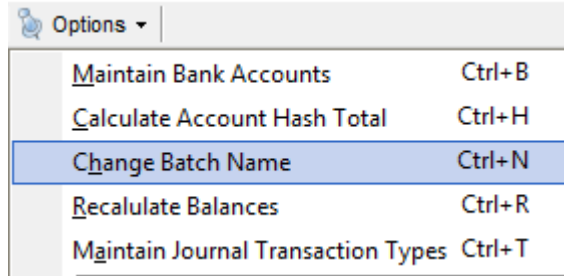 Options
Maintain Bank Accounts Ctrl+B
Calculate Account Hash Total Ctrl+H
Change Batch Name Ctrl+N
Recalulate Balances Ctrl+R
Maintain Journal Transaction Types Ctrl+T